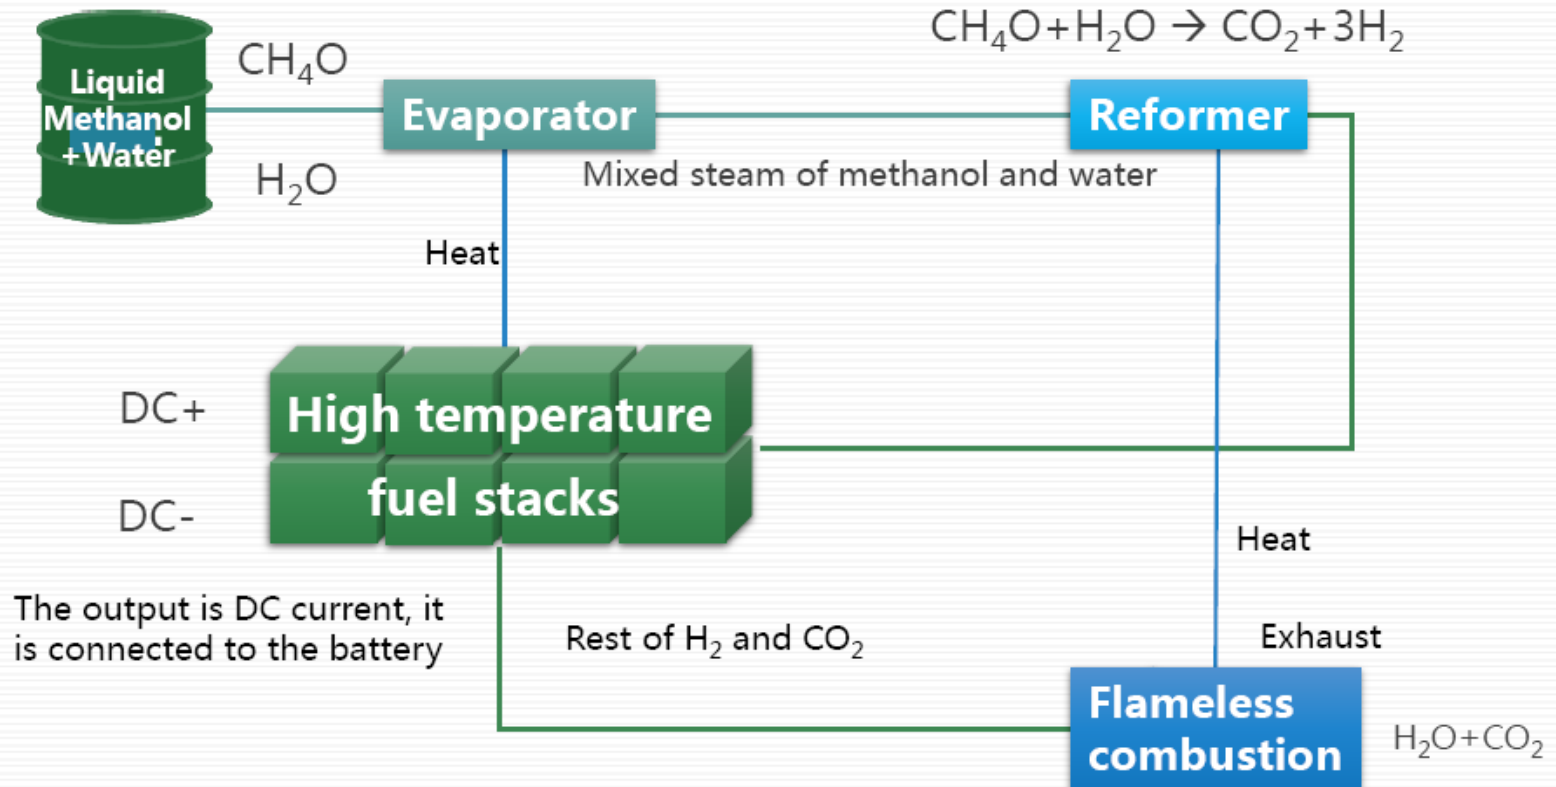 Liquid
Methanol
+Water
CH₄O
H₂O
Evaporator
CH₄O+H₂O → CO₂+3H₂
Reformer
Mixed steam of methanol and water
Heat
DC+
DC-
High temperature
fuel stacks
The output is DC current, it
is connected to the battery
Rest of H₂ and CO₂
Heat
Exhaust
Flameless
combustion
H₂O+CO₂